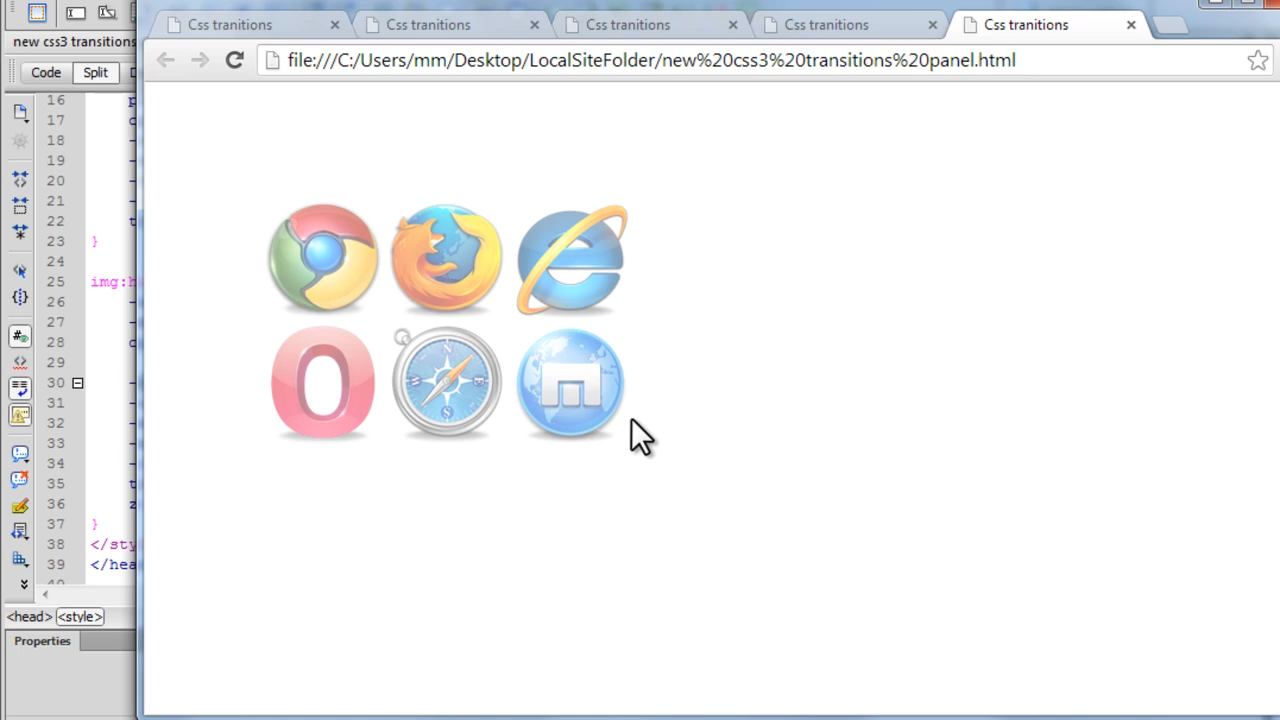 Css tranitions
Css tranitions
Css tranitions
Css tranitions
Css tranitions
new css3 transitions
file:///C:/Users/mm/Desktop/LocalSiteFolder/new%20css3%20transitions%20panel.html
Code
Split
16
17
18
19
20
21
22
23 }
24
25 img:h
26
27
28
29
30
31
32
33
34
35
36
37 }
38 </sty
39 </hea
<head> <style>
Properties